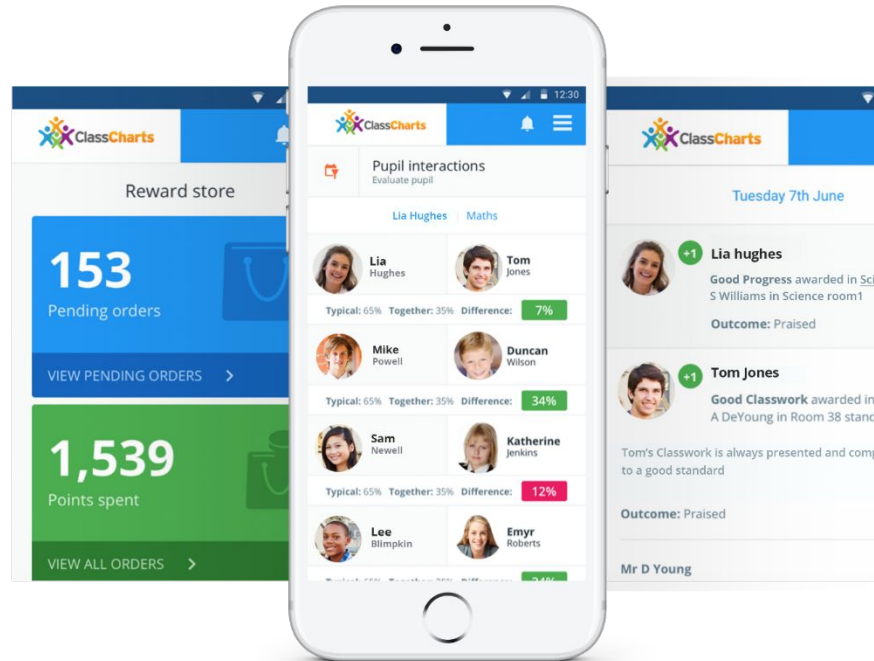 ClassCharts
Reward store
153
Pending orders
VIEW PENDING ORDERS >
1,539
Points spent
VIEW ALL ORDERS >
12:30
ClassCharts
Pupil interactions
Evaluate pupil
Lia Hughes | Maths
Lia
Hughes
Tom
Jones
Typical: 65% Together: 35% Difference: 7%
Mike
Powell
Duncan
Wilson
Typical: 65% Together: 35% Difference: 34%
Sam
Newell
Katherine
Jenkins
Typical: 65% Together: 35% Difference: 12%
Lee
Blimpkin
Emyr
Roberts
ClassCharts
Tuesday 7th June
+1 Lia hughes
Good Progress awarded in
S Williams in Science room1
Outcome: Praised
+1 Tom Jones
Good Classwork awarded in
A DeYoung in Room 38
Tom's Classwork is always presented and
to a good standard
Outcome: Praised
Mr D Young